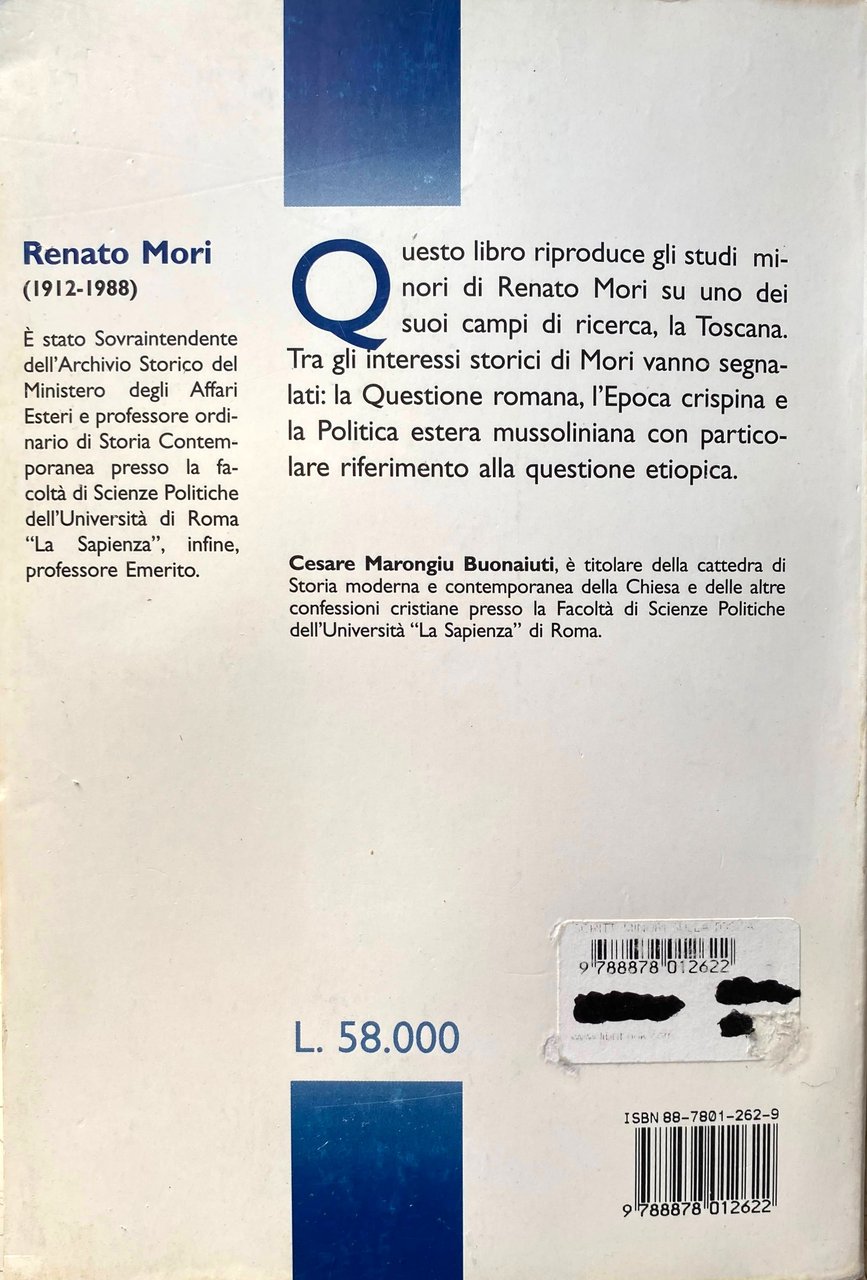 Renato Mori
(1912-1988)
È stato Sovraintendente
dell'Archivio Storico del
Ministero degli Affari
Esteri e professore ordi-
nario di Storia Contem-
poranea presso la fa-
coltà di Scienze Politiche
dell'Università di Roma
“La Sapienza”, infine,
professore Emerito.
Questo libro riproduce gli studi mi-
nori di Renato Mori su uno dei
suoi campi di ricerca, la Toscana.
Tra gli interessi storici di Mori vanno segna-
lati: la Questione romana, l'Epoca crispina e
la Politica estera mussoliniana con partico-
lare riferimento alla questione etiopica.
Cesare Marongiu Buonaiuti, è titolare della cattedra di
Storia moderna e contemporanea della Chiesa e delle altre
confessioni cristiane presso la Facoltà di Scienze Politiche
dell'Università “La Sapienza” di Roma.
9 788878 012622
L. 58.000
ISBN 88-7801-262-9
9 788878 012622